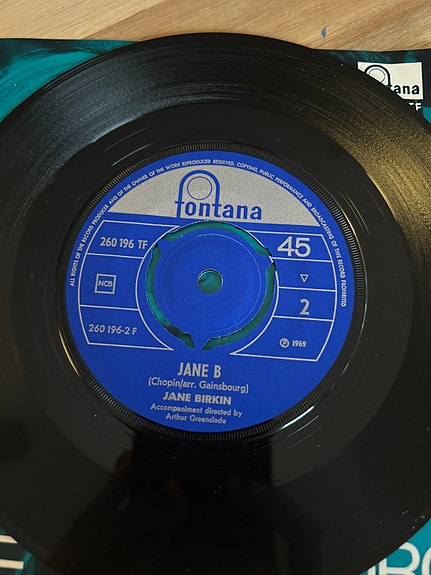 ALL RIGHTS OF THE RECORD PRODUCER AND OF THE OWNER OF THE WORK REPRODUCED RESERVED. COPYING, PUBLIC PERFORMANCE AND BROADCASTING OF THIS RECORD PROHIBITED
fontana
260 196 TF
45
NCB
▽
2
260 196-2 F
℗ 1969
JANE B
(Chopin/arr. Gainsbourg)
JANE BIRKIN
Accompaniment directed by
Arthur Greenslade
ana
TF